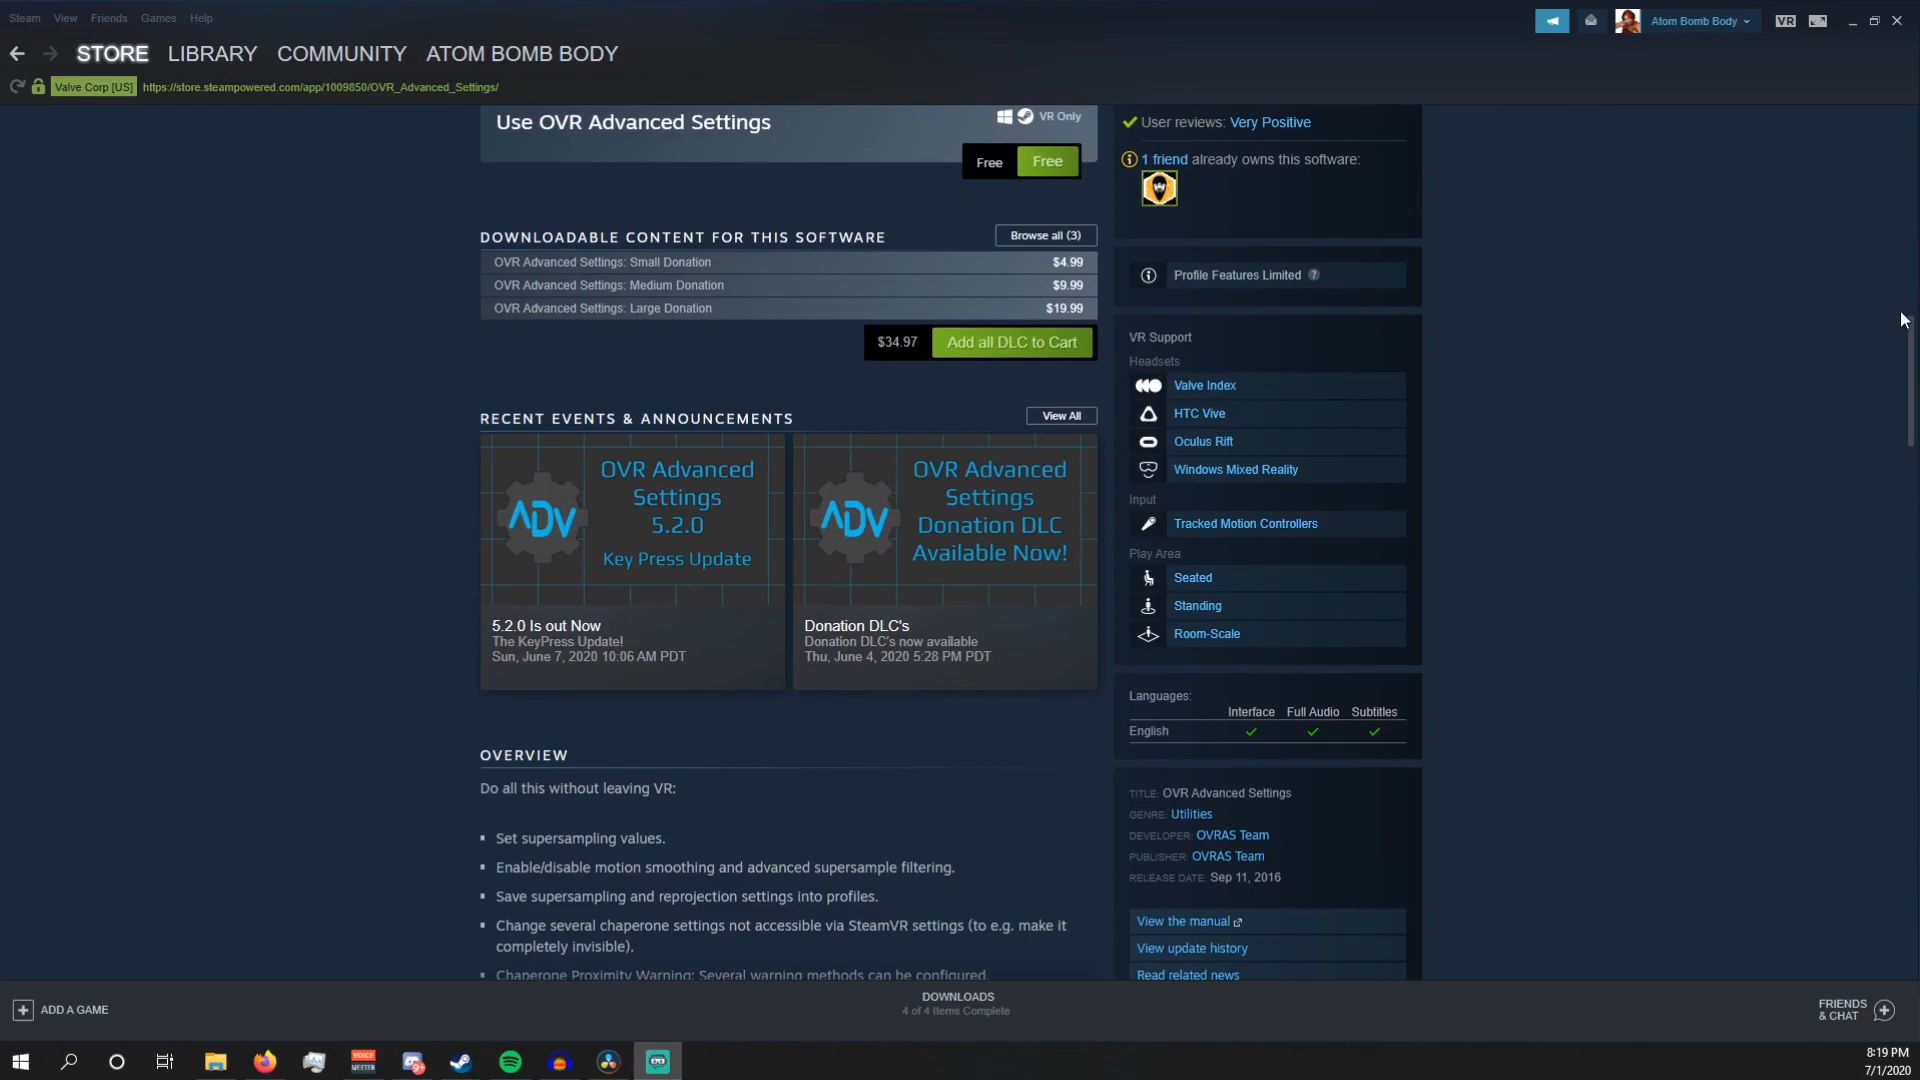 Steam View Friends Games Help
Atom Bomb Body
VR
STORE LIBRARY COMMUNITY ATOM BOMB BODY
Valve Corp [US] https://store.steampowered.com/app/1009850/OVR_Advanced_Settings/
Use OVR Advanced Settings
VR Only
Free Free
DOWNLOADABLE CONTENT FOR THIS SOFTWARE
Browse all (3)
OVR Advanced Settings: Small Donation $4.99
OVR Advanced Settings: Medium Donation $9.99
OVR Advanced Settings: Large Donation $19.99
$34.97 Add all DLC to Cart
RECENT EVENTS & ANNOUNCEMENTS
View All
ADV
OVR Advanced
Settings
5.2.0
Key Press Update
5.2.0 Is out Now
The KeyPress Update!
Sun, June 7, 2020 10:06 AM PDT
ADV
OVR Advanced
Settings
Donation DLC
Available Now!
Donation DLC's
Donation DLC's now available
Thu, June 4, 2020 5:28 PM PDT
OVERVIEW
Do all this without leaving VR:
▪ Set supersampling values.
▪ Enable/disable motion smoothing and advanced supersample filtering.
▪ Save supersampling and reprojection settings into profiles.
▪ Change several chaperone settings not accessible via SteamVR settings (to e.g. make it
completely invisible).
▪ Chaperone Proximity Warning: Several warning methods can be configured.
User reviews: Very Positive
1 friend already owns this software:
Profile Features Limited ?
VR Support
Headsets
Valve Index
HTC Vive
Oculus Rift
Windows Mixed Reality
Input
Tracked Motion Controllers
Play Area
Seated
Standing
Room-Scale
Languages:
Interface Full Audio Subtitles
English ✓ ✓ ✓
TITLE: OVR Advanced Settings
GENRE: Utilities
DEVELOPER: OVRAS Team
PUBLISHER: OVRAS Team
RELEASE DATE: Sep 11, 2016
View the manual
View update history
Read related news
ADD A GAME
DOWNLOADS
4 of 4 Items Complete
FRIENDS
& CHAT
VOICE
MEETER
8:19 PM
7/1/2020